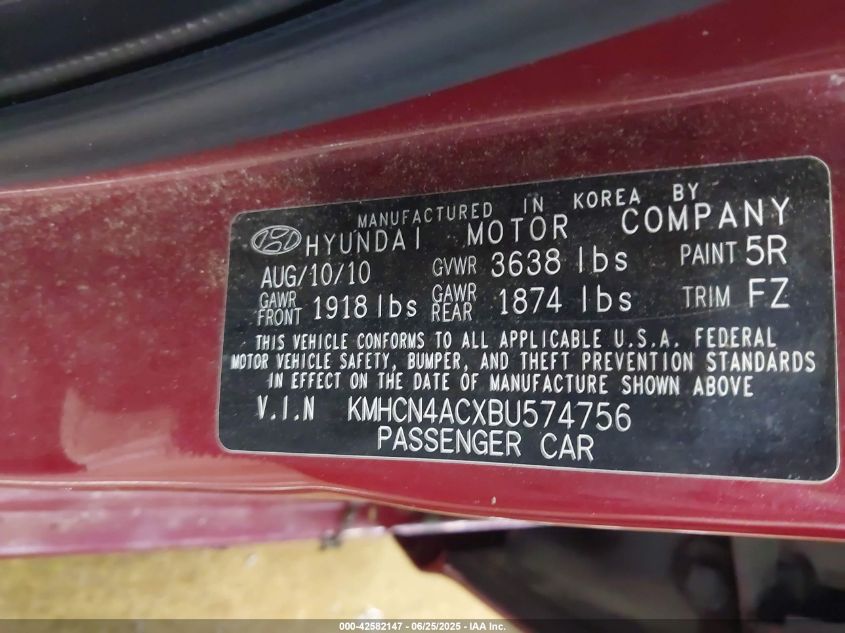 MANUFACTURED IN KOREA BY
HYUNDAI MOTOR COMPANY
AUG/10/10 GVWR 3638 lbs PAINT 5R
GAWR FRONT 1918 lbs GAWR REAR 1874 lbs TRIM FZ
THIS VEHICLE CONFORMS TO ALL APPLICABLE U.S.A. FEDERAL
MOTOR VEHICLE SAFETY, BUMPER, AND THEFT PREVENTION STANDARDS
IN EFFECT ON THE DATE OF MANUFACTURE SHOWN ABOVE
V.I.N KMHCN4ACXBU574756
PASSENGER CAR
000-42582147 - 06/25/2025 - IAA Inc.